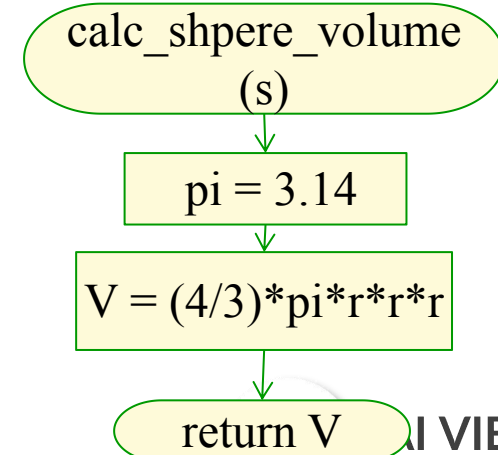 calc_shpere_volume
(s)
pi = 3.14
V = (4/3)*pi*r*r*r
return V